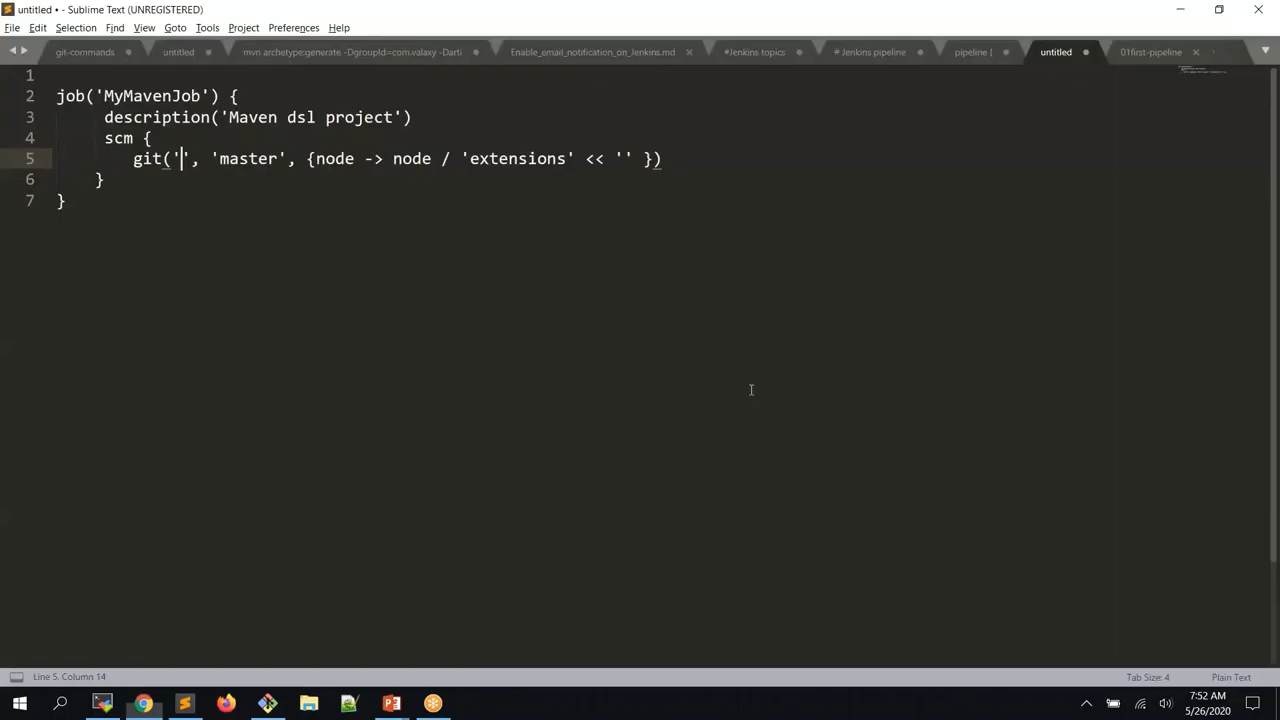 untitled • - Sublime Text (UNREGISTERED)
File Edit Selection Find View Goto Tools Project Preferences Help
git-commands untitled mvn archetype:generate -DgroupId=com.valaxy -Darti Enable_email_notification_on_Jenkins.md #Jenkins topics # Jenkins pipeline pipeline { untitled 01first-pipeline
1
2 job('MyMavenJob') {
3 description('Maven dsl project')
4 scm {
5 git('', 'master', {node -> node / 'extensions' << '' })
6 }
7 }
Line 5, Column 14 Tab Size: 4 Plain Text
7:52 AM
5/26/2020